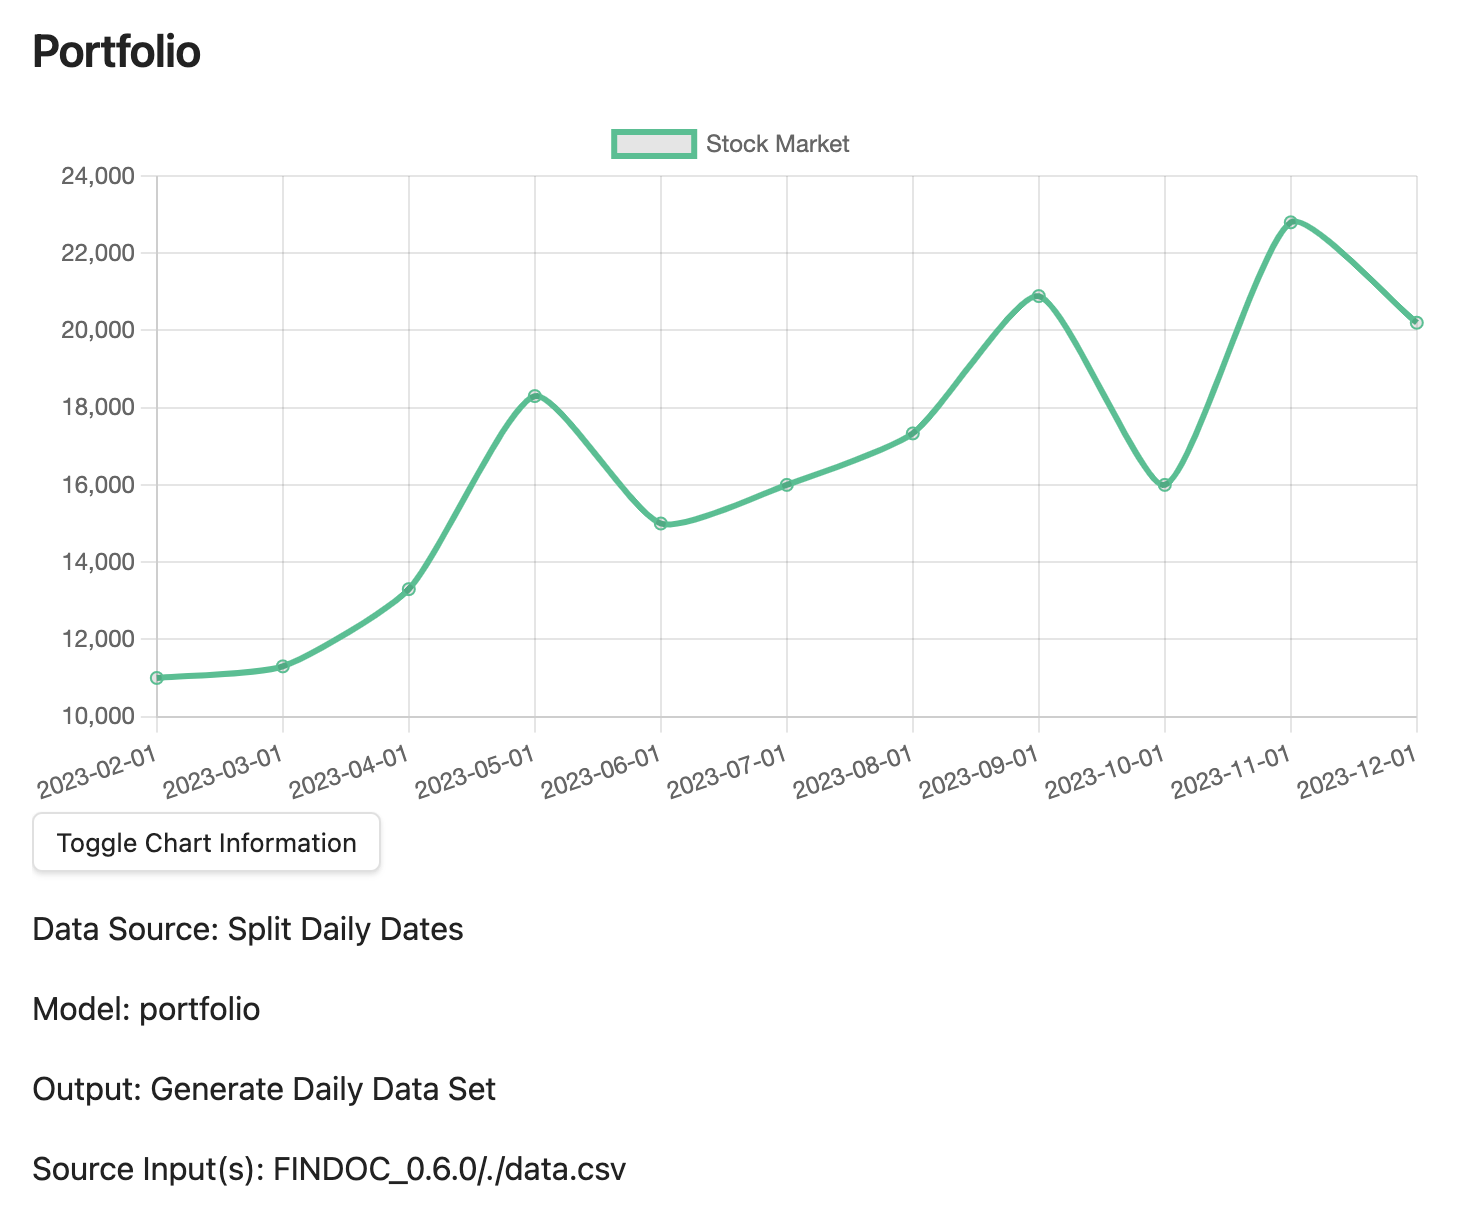 Portfolio
Stock Market
24,000
22,000
20,000
18,000
16,000
14,000
12,000
10,000
2023-02-01 2023-03-01 2023-04-01 2023-05-01 2023-06-01 2023-07-01 2023-08-01 2023-09-01 2023-10-01 2023-11-01 2023-12-01
Toggle Chart Information
Data Source: Split Daily Dates
Model: portfolio
Output: Generate Daily Data Set
Source Input(s): FINDOC_0.6.0/./data.csv